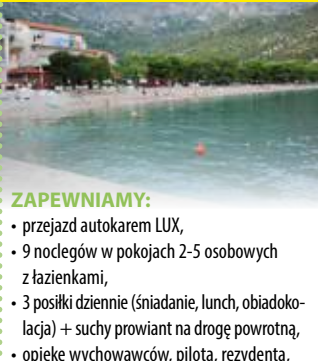 ZAPEWNIAMY:
• przejazd autokarem LUX,
• 9 noclegów w pokojach 2-5 osobowych
z łazienkami,
• 3 posiłki dziennie (śniadanie, lunch, obiadoko-
lacja) + suchy prowiant na drogę powrotną,
• opiekę wychowawców, pilota, rezydenta,